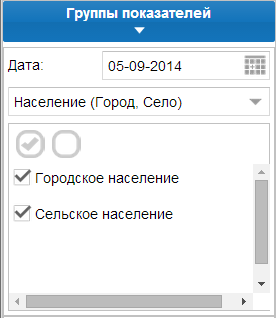 Группы показателей
Дата: 05-09-2014
Население (Город, Село)
Городское население
Сельское население